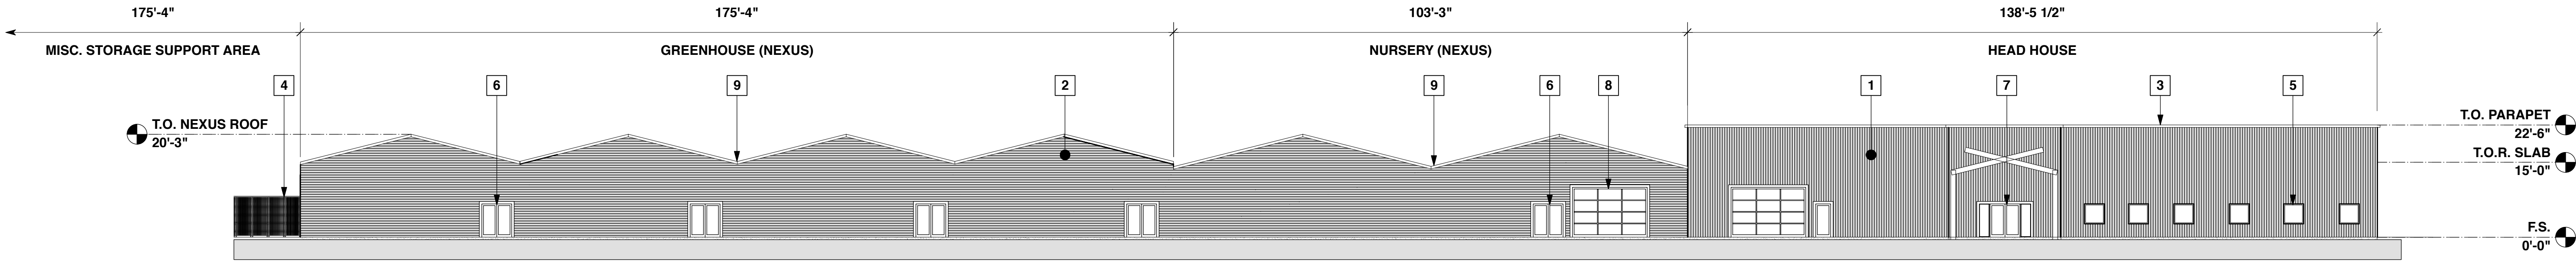 175'-4"
175'-4"
103'-3"
138'-5 1/2"
MISC. STORAGE SUPPORT AREA
GREENHOUSE (NEXUS)
NURSERY (NEXUS)
HEAD HOUSE
4
6
9
2
9
6
8
1
7
3
5
T.O. NEXUS ROOF
20'-3"
T.O. PARAPET
22'-6"
T.O.R. SLAB
15'-0"
F.S.
0'-0"